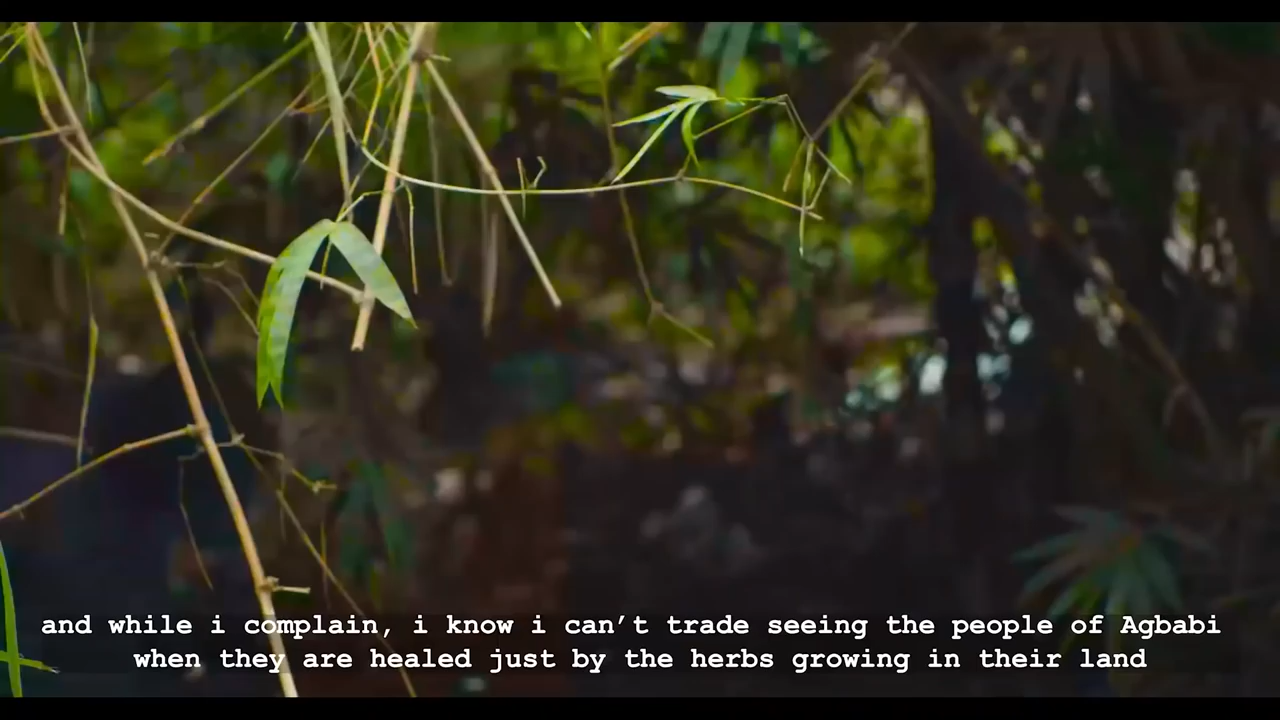 and while i complain, i know i can’t trade seeing the people of Agbabi
when they are healed just by the herbs growing in their land